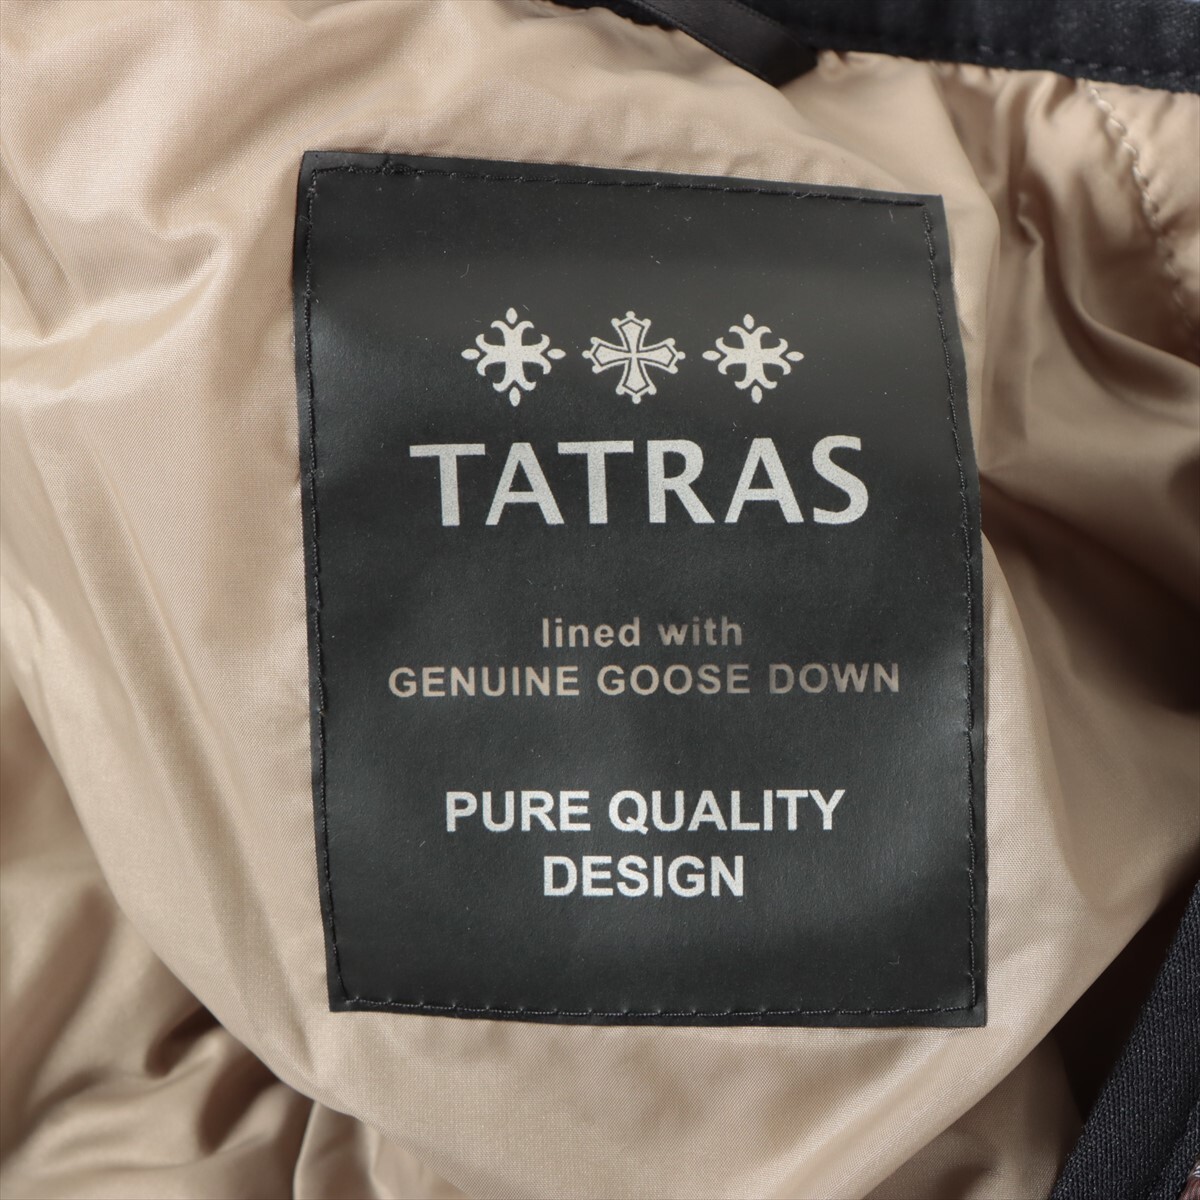 TATRAS
lined with
GENUINE GOOSE DOWN
PURE QUALITY
DESIGN